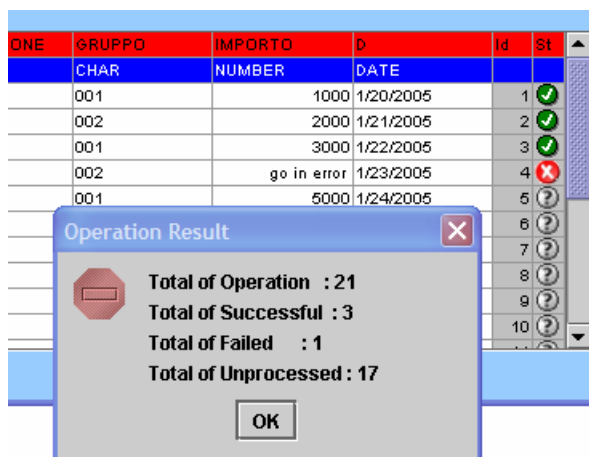 ONE GRUPPO IMPORTO D Id St
CHAR NUMBER DATE
001 1000 1/20/2005 1
002 2000 1/21/2005 2
001 3000 1/22/2005 3
002 go in error 1/23/2005 4
001 5000 1/24/2005 5 ?
6 ?
7 ?
8 ?
9 ?
10 ?
Operation Result
Total of Operation : 21
Total of Successful : 3
Total of Failed : 1
Total of Unprocessed : 17
OK